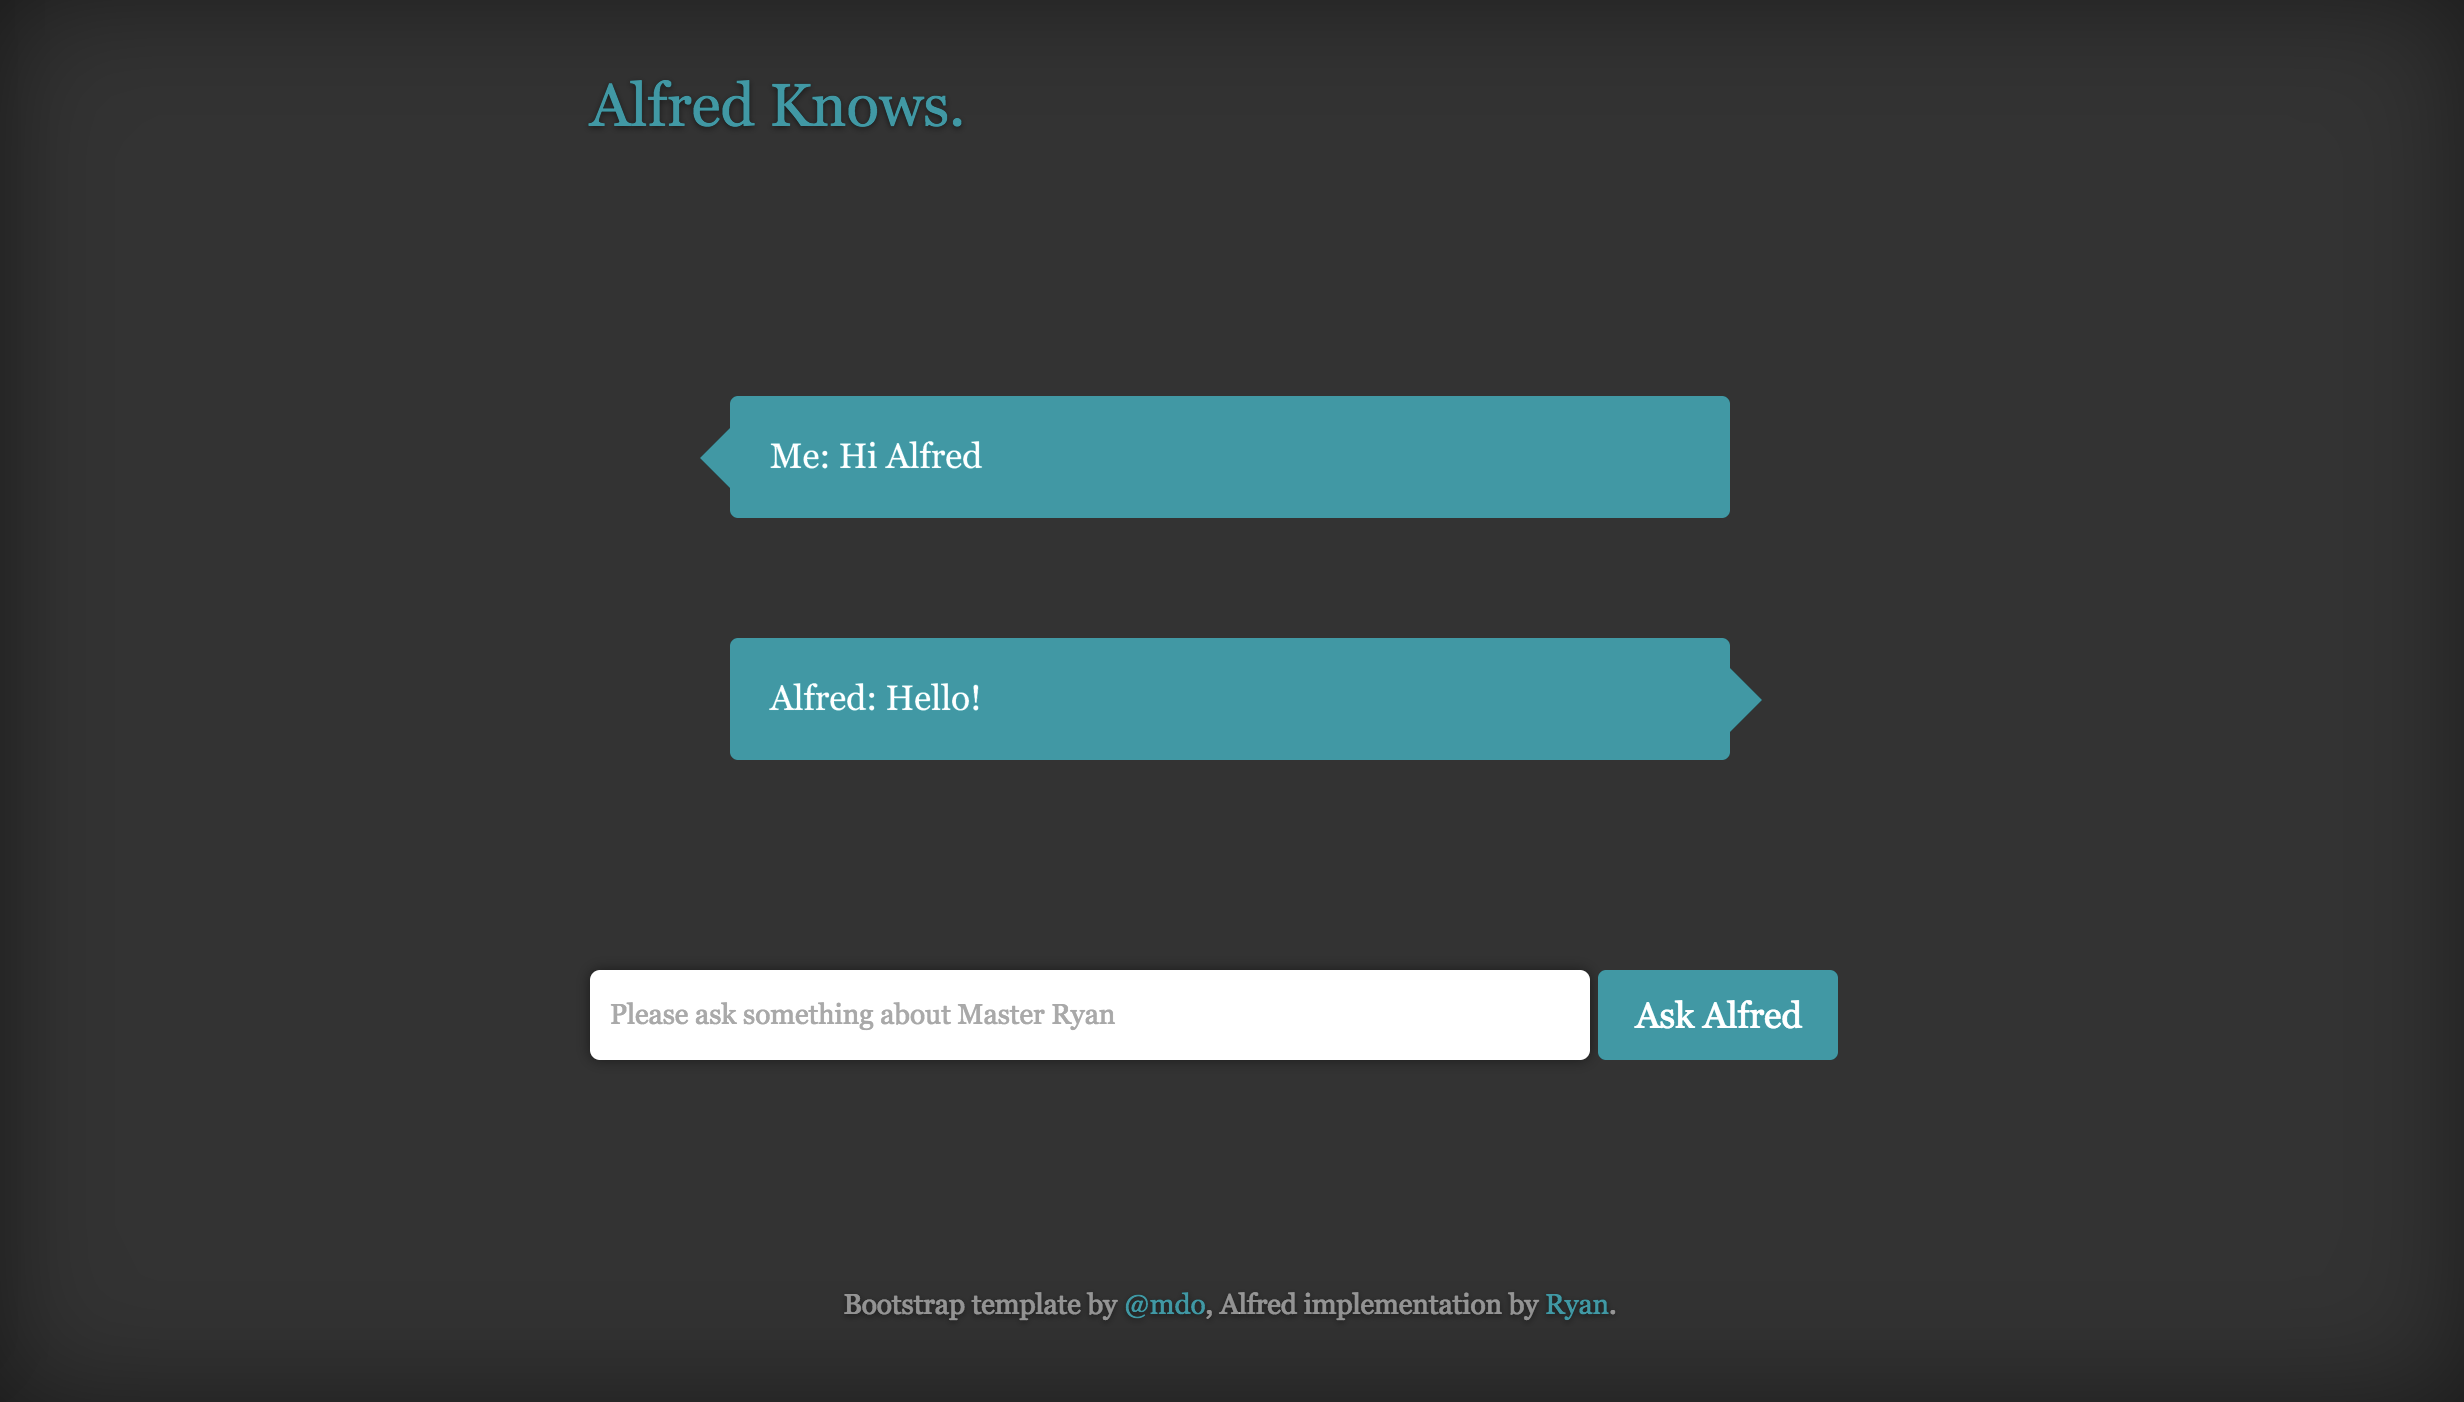 Alfred Knows.
Me: Hi Alfred
Alfred: Hello!
Please ask something about Master Ryan
Ask Alfred
Bootstrap template by @mdo, Alfred implementation by Ryan.